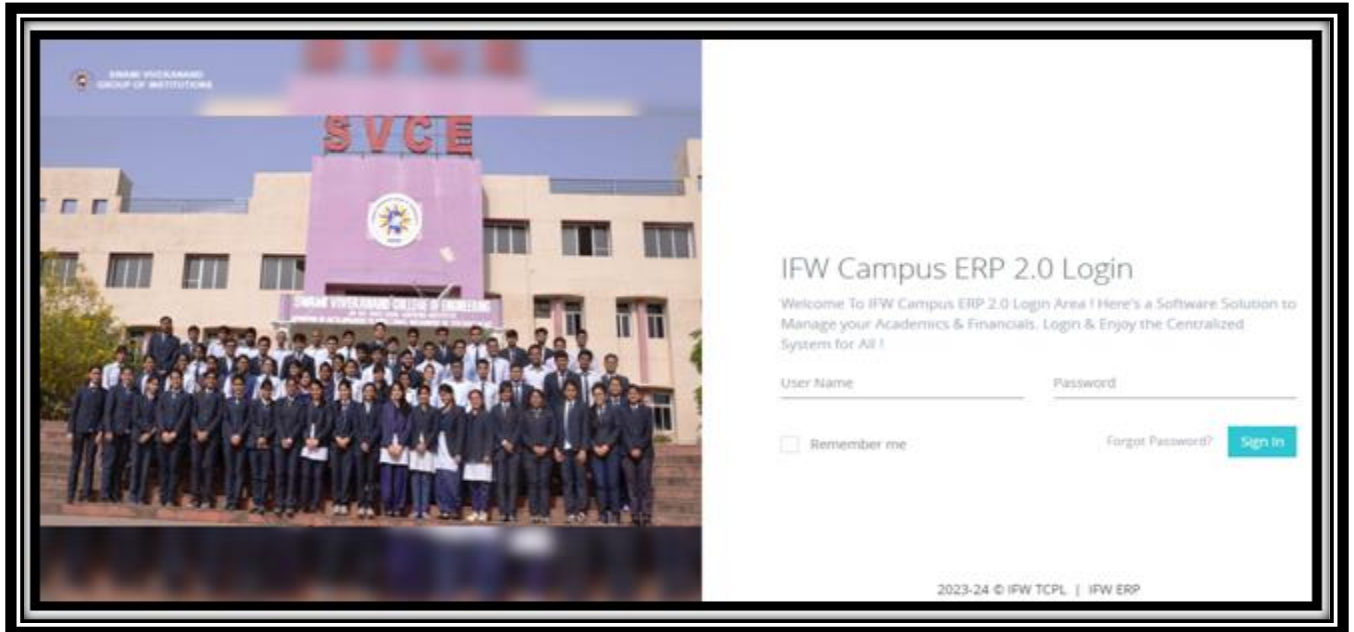 SWAMI VIVEKANAND
GROUP OF INSTITUTIONS
SVCE
SWAMI VIVEKANAND COLLEGE OF ENGINEERING
IFW Campus ERP 2.0 Login
Welcome To IFW Campus ERP 2.0 Login Area ! Here's a Software Solution to
Manage your Academics & Financials. Login & Enjoy the Centralized
System for All !
User Name
Password
Remember me
Forgot Password?
Sign In
2023-24 © IFW TCPL | IFW ERP